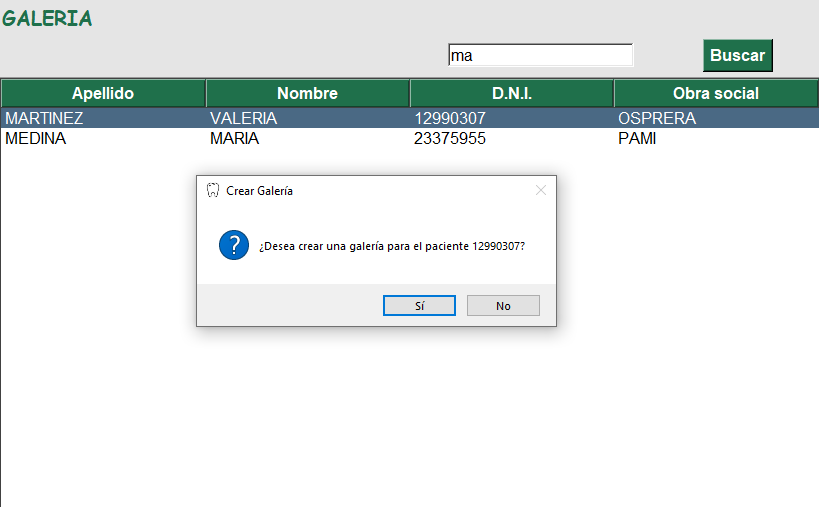 GALERIA
ma
Buscar
Apellido Nombre D.N.I. Obra social
MARTINEZ VALERIA 12990307 OSPRERA
MEDINA MARIA 23375955 PAMI
Crear Galería
¿Desea crear una galería para el paciente 12990307?
Sí No